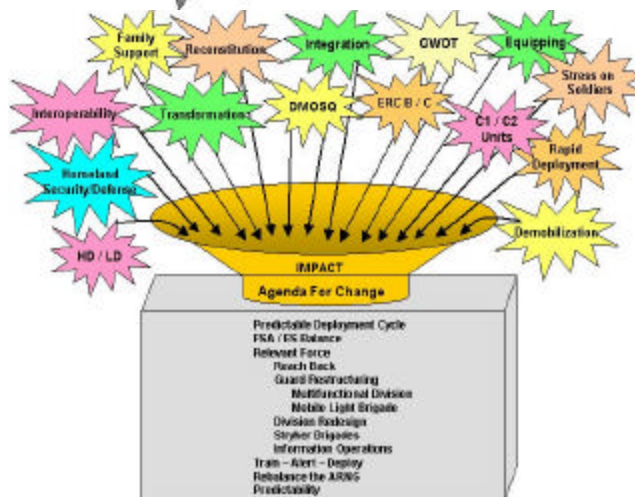 Family
Support
Reconstitution
Integration
GWOT
Equipping
Stress on
Soldiers
Interoperability
Transformation
DMOSQ
ERC B / C
C1 / C2
Units
Rapid
Deployment
Homeland
Security/Defense
HD / LD
Demobilization
IMPACT
Agenda For Change
Predictable Deployment Cycle
FSA / ES Balance
Relevant Force
Reach Back
Guard Restructuring
Multifunctional Division
Mobile Light Brigade
Division Redesign
Stryker Brigades
Information Operations
Train – Alert – Deploy
Rebalance the ARNG
Predictability